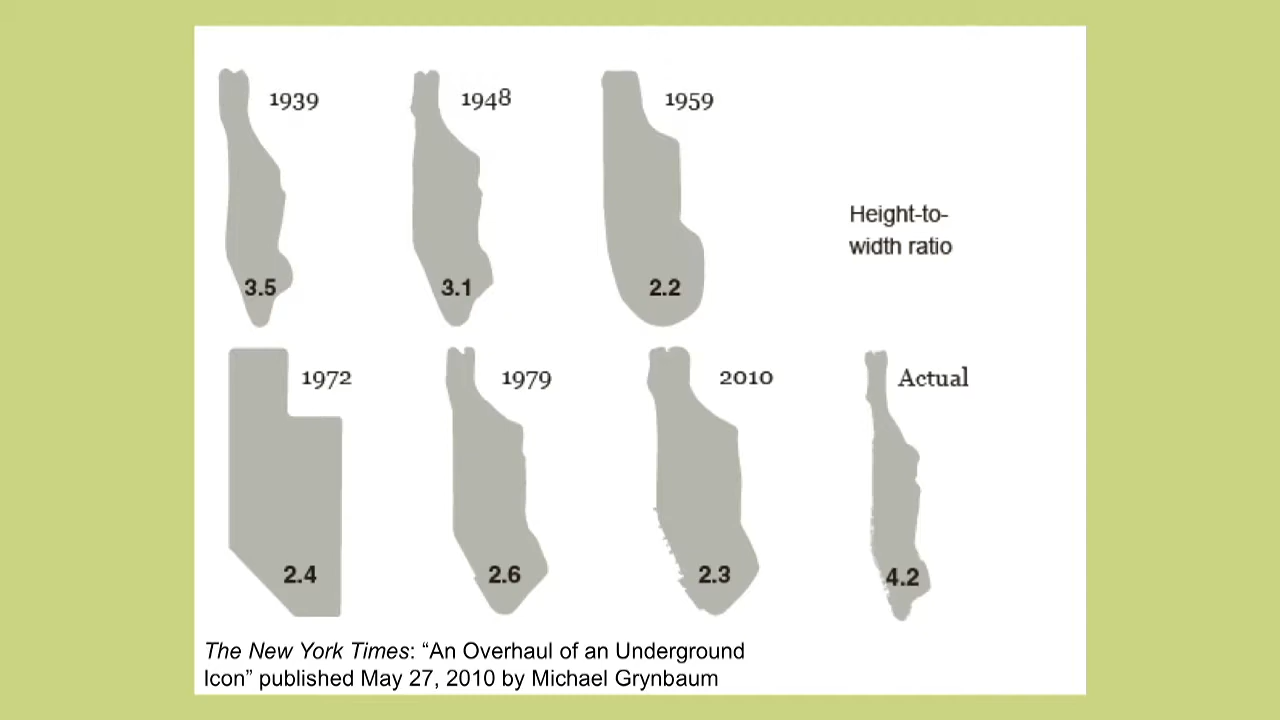 1939
1948
1959
Height-to-
width ratio
3.5
3.1
2.2
1972
1979
2010
Actual
2.4
2.6
2.3
4.2
The New York Times: “An Overhaul of an Underground
Icon” published May 27, 2010 by Michael Grynbaum